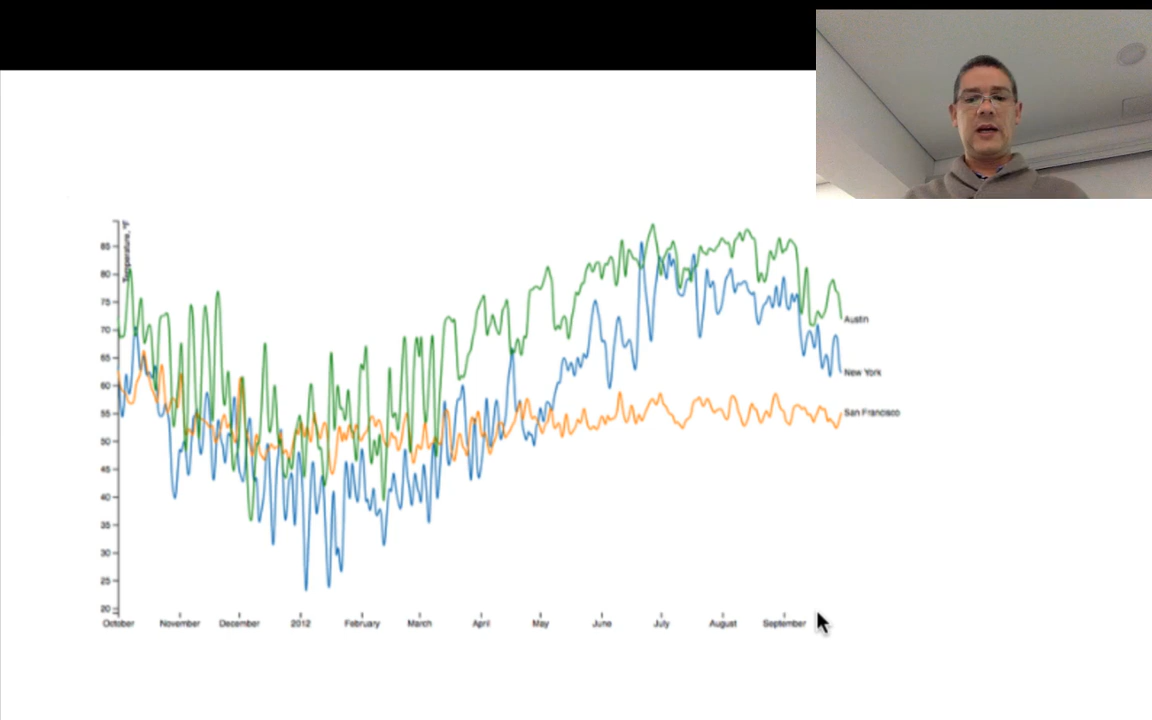 Temperature, °F
85
80
75
70
65
60
55
50
45
40
35
30
25
20
October November December 2012 February March April May June July August September
Austin
New York
San Francisco